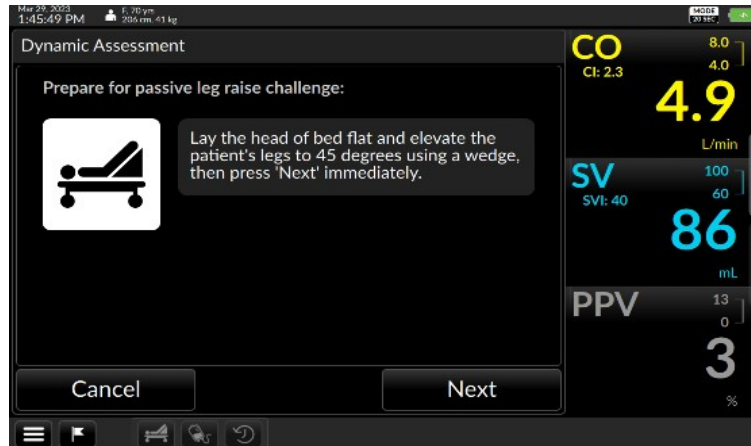 Mar 29, 2023
1:45:49 PM
F, 70 yrs
206 cm, 41 kg
MODE
20 SEC
Dynamic Assessment
Prepare for passive leg raise challenge:
Lay the head of bed flat and elevate the
patient's legs to 45 degrees using a wedge,
then press 'Next' immediately.
Cancel
Next
CO
CI: 2.3
8.0
4.0
4.9
L/min
SV
SVI: 40
100
60
86
mL
PPV
13
0
3
%